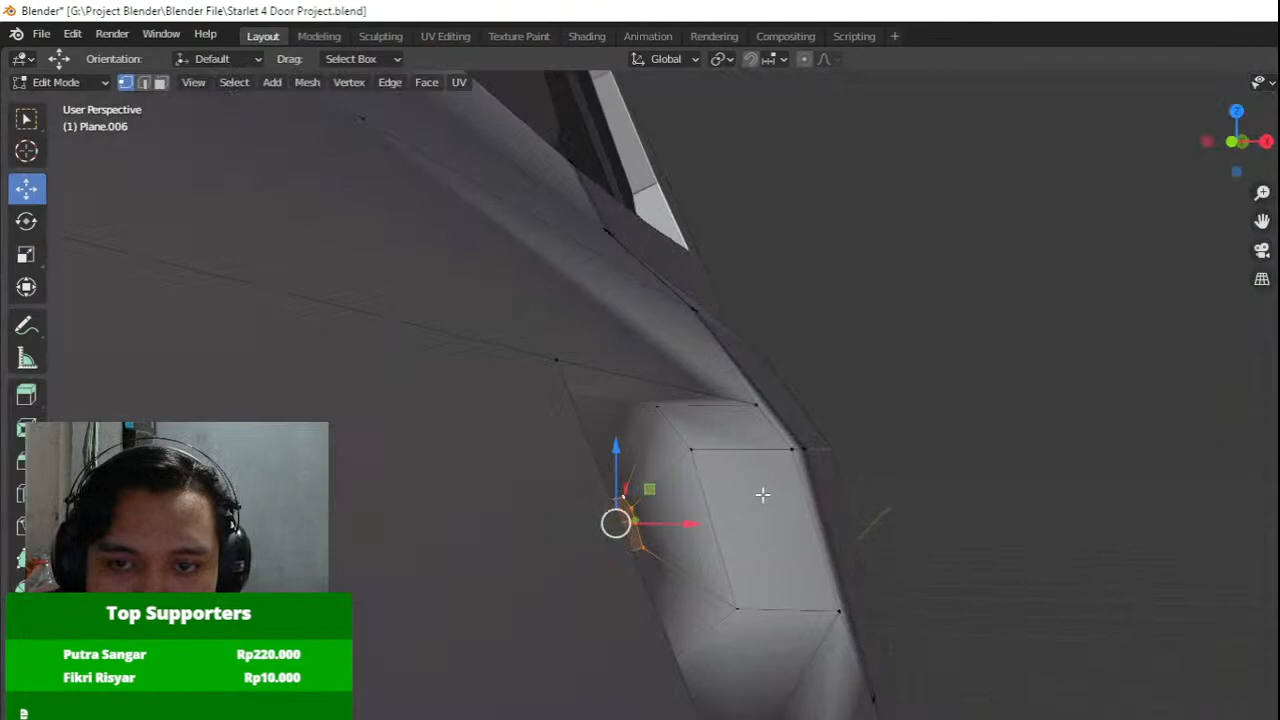 Blender* [G:\Project Blender\Blender File\Starlet 4 Door Project.blend]
File Edit Render Window Help Layout Modeling Sculpting UV Editing Texture Paint Shading Animation Rendering Compositing Scripting +
Orientation: Default Drag: Select Box Global
Edit Mode View Select Add Mesh Vertex Edge Face UV
User Perspective
(1) Plane.006
Z
Top Supporters
Putra Sangar Rp220.000
Fikri Risyar Rp10.000
e